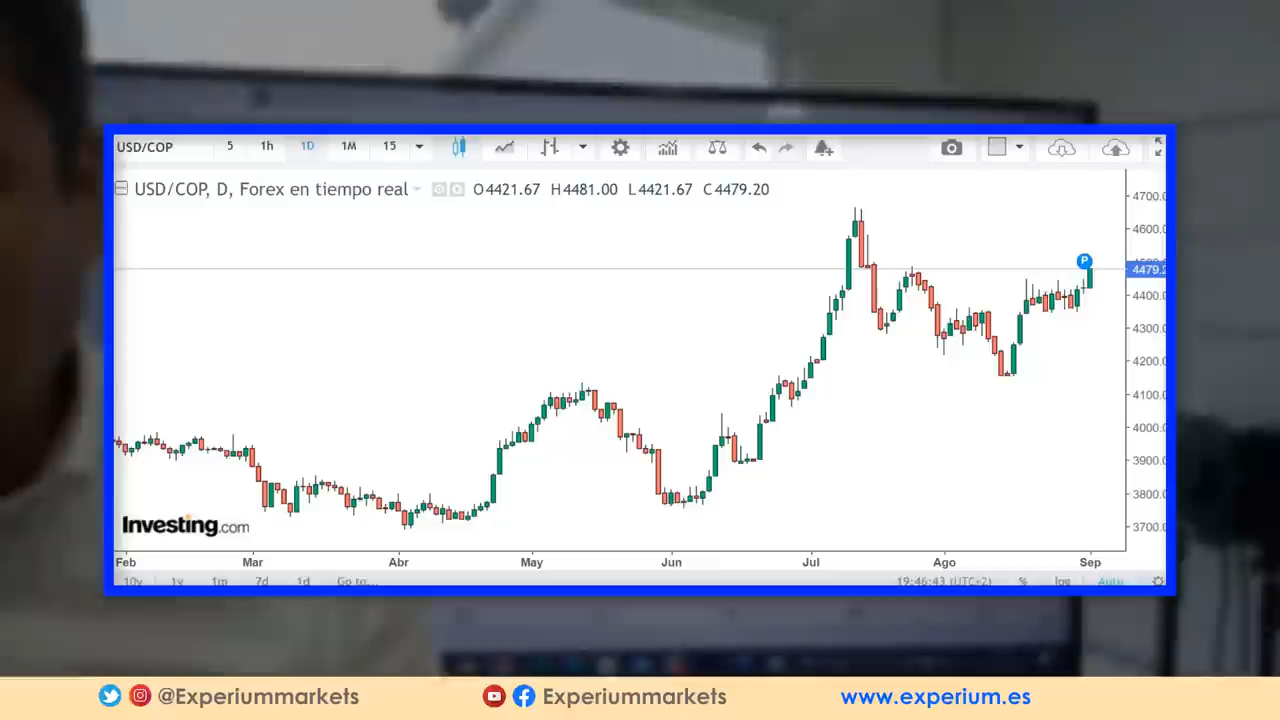 USD/COP 5 1h 1D 1M 15
USD/COP, D, Forex en tiempo real O4421.67 H4481.00 L4421.67 C4479.20
4700.0
4600.0
P
4479.2
4400.0
4300.0
4200.0
4100.0
4000.0
3900.0
3800.0
3700.0
Investing.com
Feb Mar Abr May Jun Jul Ago Sep
10y 1y 1m 7d 1d Go to... 19:46:43 (UTC+2) % log Auto
@Experiummarkets Experiummarkets www.experium.es